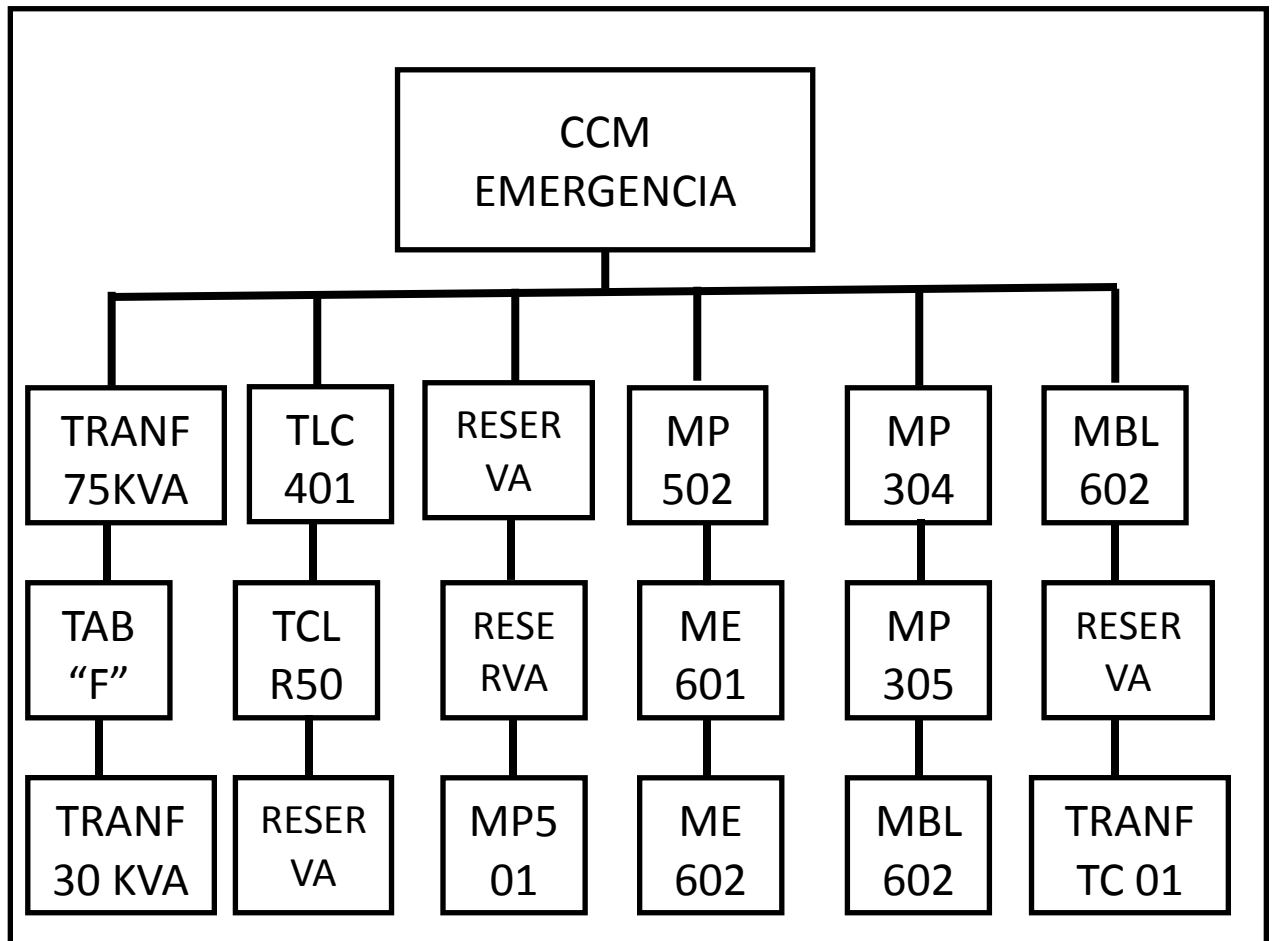 CCM
EMERGENCIA
TRANF
75KVA
TLC
401
RESER
VA
MP
502
MP
304
MBL
602
TAB
“F”
TCL
R50
RESE
RVA
ME
601
MP
305
RESER
VA
TRANF
30 KVA
RESER
VA
MP5
01
ME
602
MBL
602
TRANF
TC 01